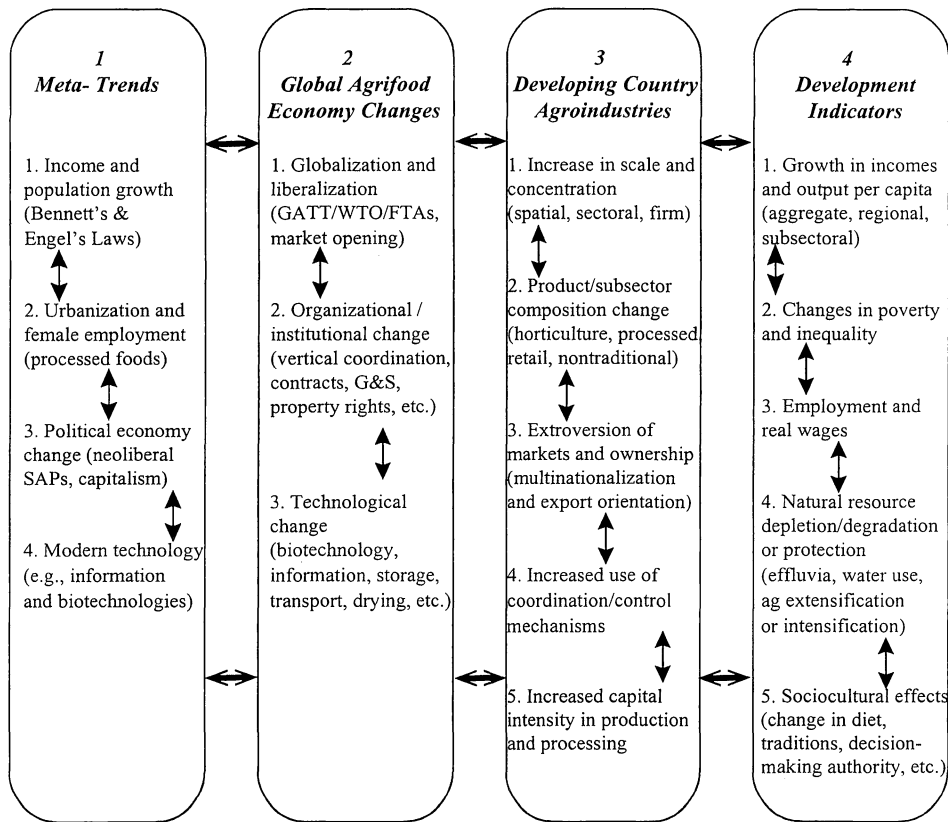 1
Meta- Trends
1. Income and
population growth
(Bennett's &
Engel's Laws)
2. Urbanization and
female employment
(processed foods)
3. Political economy
change (neoliberal
SAPs, capitalism)
4. Modern technology
(e.g., information
and biotechnologies)
2
Global Agrifood
Economy Changes
1. Globalization and
liberalization
(GATT/WTO/FTAs,
market opening)
2. Organizational /
institutional change
(vertical coordination,
contracts, G&S,
property rights, etc.)
3. Technological
change
(biotechnology,
information, storage,
transport, drying, etc.)
3
Developing Country
Agroindustries
1. Increase in scale and
concentration
(spatial, sectoral, firm)
2. Product/subsector
composition change
(horticulture, processed,
retail, nontraditional)
3. Extroversion of
markets and ownership
(multinationalization
and export orientation)
4. Increased use of
coordination/control
mechanisms
5. Increased capital
intensity in production
and processing
4
Development
Indicators
1. Growth in incomes
and output per capita
(aggregate, regional,
subsectoral)
2. Changes in poverty
and inequality
3. Employment and
real wages
4. Natural resource
depletion/degradation
or protection
(effluvia, water use,
ag extensification
or intensification)
5. Sociocultural effects
(change in diet,
traditions, decision-
making authority, etc.)